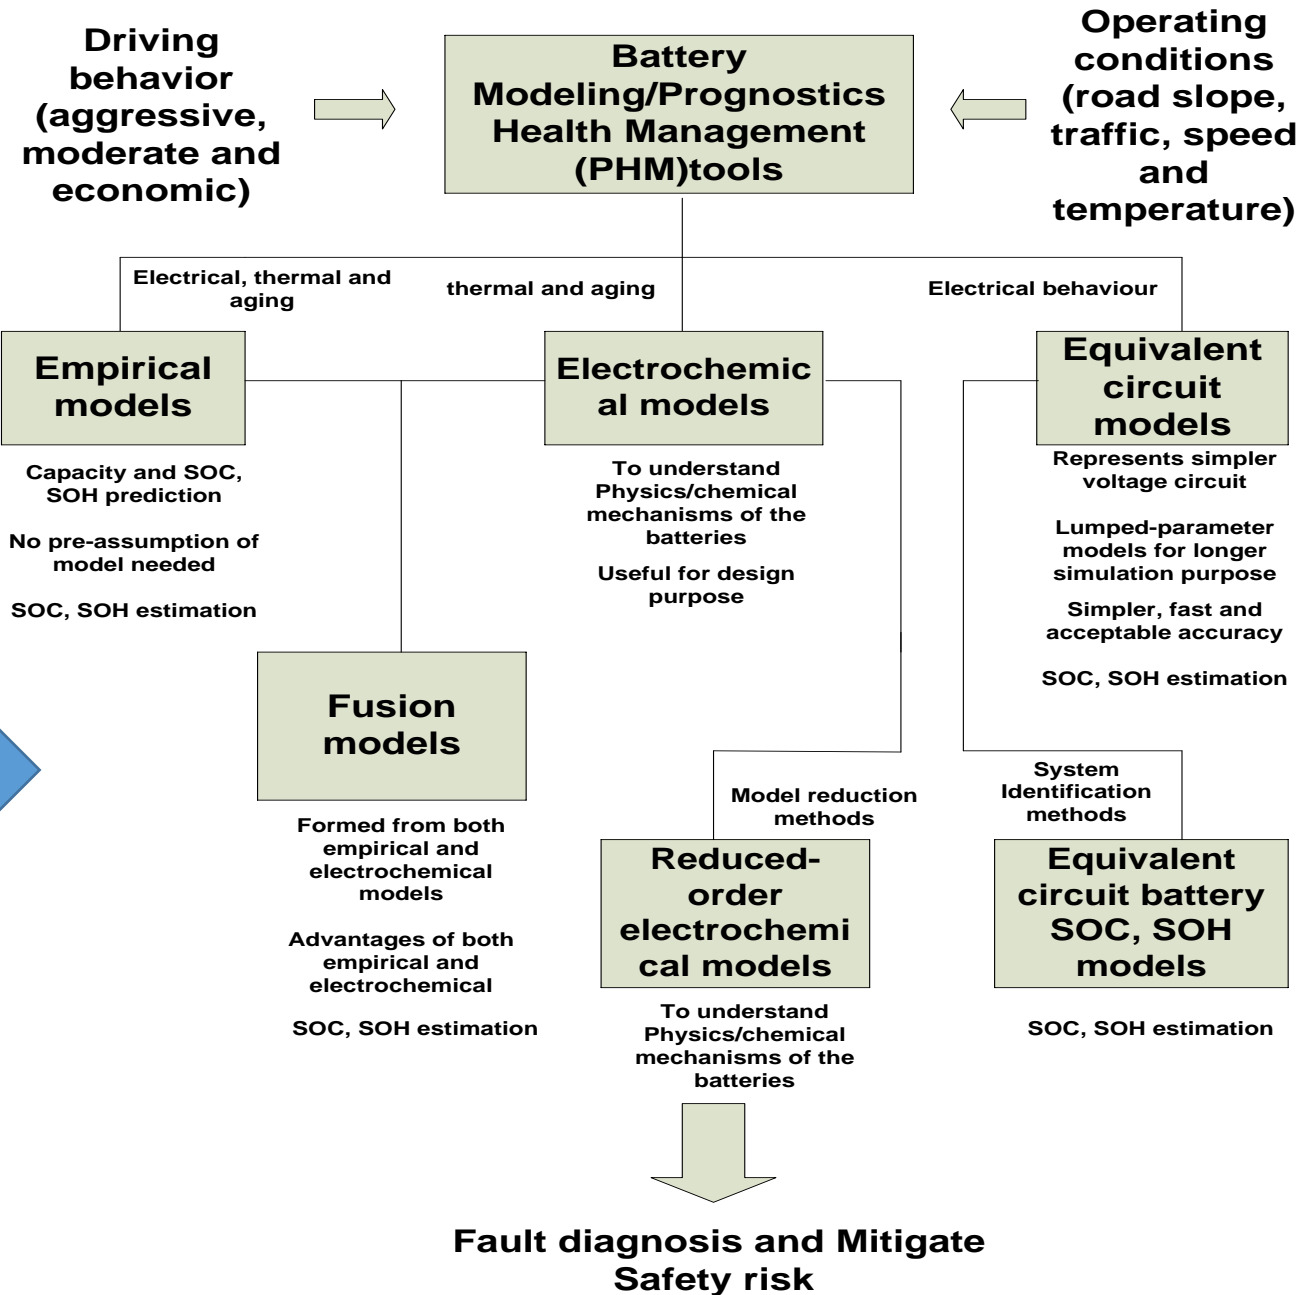 Driving
behavior
(aggressive,
moderate and
economic)
Battery
Modeling/Prognostics
Health Management
(PHM)tools
Operating
conditions
(road slope,
traffic, speed
and
temperature)
Electrical, thermal and
aging
thermal and aging
Electrical behaviour
Empirical
models
Electrochemic
al models
Equivalent
circuit
models
Capacity and SOC,
SOH prediction
No pre-assumption of
model needed
SOC, SOH estimation
To understand
Physics/chemical
mechanisms of the
batteries
Useful for design
purpose
Represents simpler
voltage circuit
Lumped-parameter
models for longer
simulation purpose
Simpler, fast and
acceptable accuracy
SOC, SOH estimation
Fusion
models
Formed from both
empirical and
electrochemical
models
Advantages of both
empirical and
electrochemical
SOC, SOH estimation
Model reduction
methods
Reduced-
order
electrochemi
cal models
To understand
Physics/chemical
mechanisms of the
batteries
System
Identification
methods
Equivalent
circuit battery
SOC, SOH
models
SOC, SOH estimation
Fault diagnosis and Mitigate
Safety risk